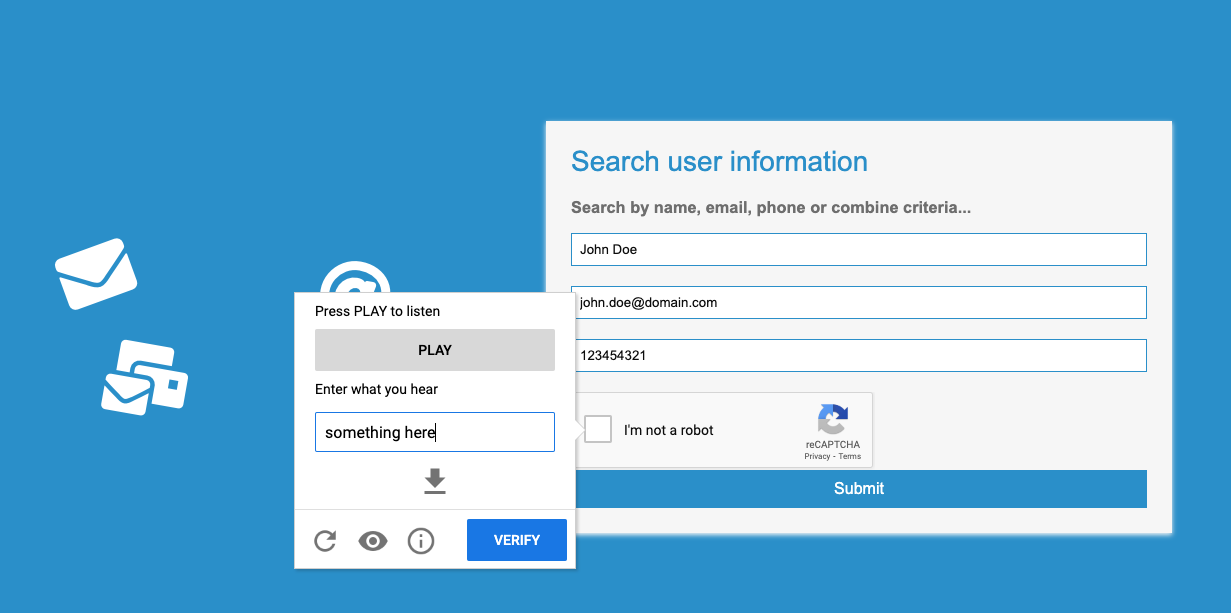 Search user information
Search by name, email, phone or combine criteria...
John Doe
john.doe@domain.com
123454321
Press PLAY to listen
PLAY
Enter what you hear
something here
VERIFY
I'm not a robot
reCAPTCHA
Privacy - Terms
Submit